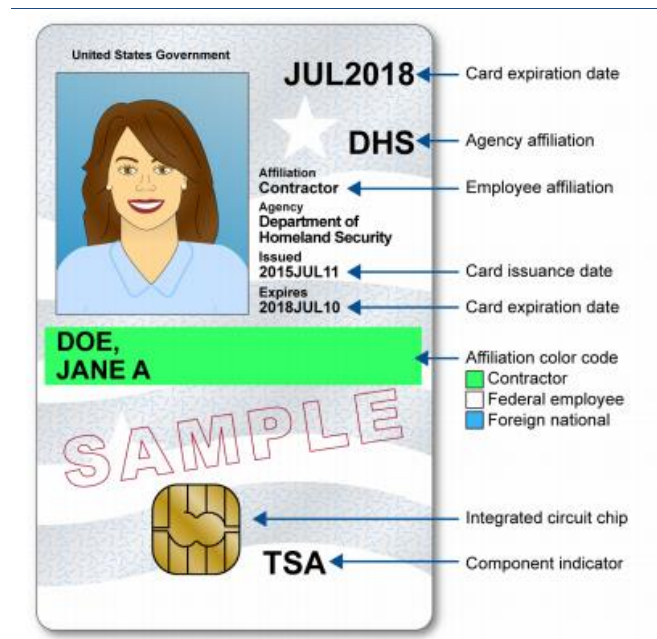 United States Government
JUL2018
Card expiration date
DHS
Agency affiliation
Affiliation
Contractor
Employee affiliation
Agency
Department of
Homeland Security
Issued
2015JUL11
Card issuance date
Expires
2018JUL10
Card expiration date
DOE,
JANE A
Affiliation color code
Contractor
Federal employee
Foreign national
SAMPLE
Integrated circuit chip
TSA
Component indicator